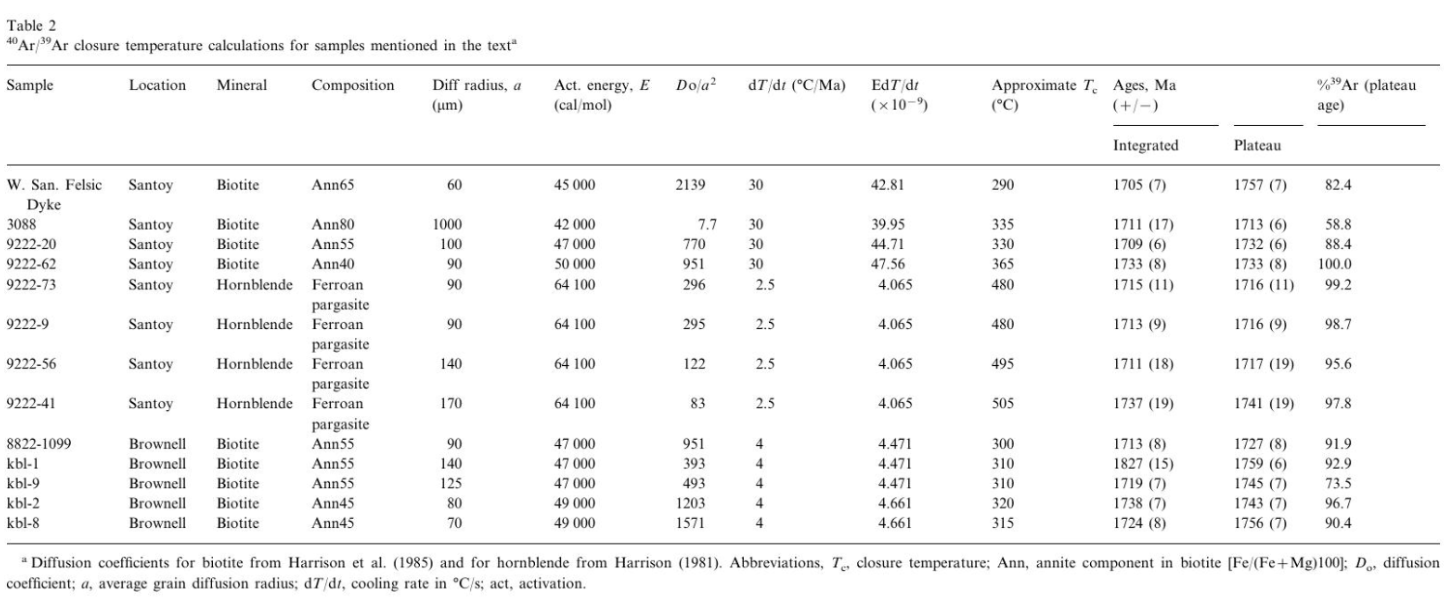 Table 2
⁴⁰Ar/³⁹Ar closure temperature calculations for samples mentioned in the textᵃ
Sample Location Mineral Composition Diff radius, a Act. energy, E Do/a² dT/dt (°C/Ma) EdT/dt Approximate Tc Ages, Ma %³⁹Ar (plateau
(μm) (cal/mol) (×10⁻⁹) (°C) (+/−) age)
Integrated Plateau
W. San. Felsic Santoy Biotite Ann65 60 45 000 2139 30 42.81 290 1705 (7) 1757 (7) 82.4
Dyke
3088 Santoy Biotite Ann80 1000 42 000 7.7 30 39.95 335 1711 (17) 1713 (6) 58.8
9222-20 Santoy Biotite Ann55 100 47 000 770 30 44.71 330 1709 (6) 1732 (6) 88.4
9222-62 Santoy Biotite Ann40 90 50 000 951 30 47.56 365 1733 (8) 1733 (8) 100.0
9222-73 Santoy Hornblende Ferroan 90 64 100 296 2.5 4.065 480 1715 (11) 1716 (11) 99.2
pargasite
9222-9 Santoy Hornblende Ferroan 90 64 100 295 2.5 4.065 480 1713 (9) 1716 (9) 98.7
pargasite
9222-56 Santoy Hornblende Ferroan 140 64 100 122 2.5 4.065 495 1711 (18) 1717 (19) 95.6
pargasite
9222-41 Santoy Hornblende Ferroan 170 64 100 83 2.5 4.065 505 1737 (19) 1741 (19) 97.8
pargasite
8822-1099 Brownell Biotite Ann55 90 47 000 951 4 4.471 300 1713 (8) 1727 (8) 91.9
kbl-1 Brownell Biotite Ann55 140 47 000 393 4 4.471 310 1827 (15) 1759 (6) 92.9
kbl-9 Brownell Biotite Ann55 125 47 000 493 4 4.471 310 1719 (7) 1745 (7) 73.5
kbl-2 Brownell Biotite Ann45 80 49 000 1203 4 4.661 320 1738 (7) 1743 (7) 96.7
kbl-8 Brownell Biotite Ann45 70 49 000 1571 4 4.661 315 1724 (8) 1756 (7) 90.4
ᵃ Diffusion coefficients for biotite from Harrison et al. (1985) and for hornblende from Harrison (1981). Abbreviations, Tc, closure temperature; Ann, annite component in biotite [Fe/(Fe+Mg)100]; Do, diffusion
coefficient; a, average grain diffusion radius; dT/dt, cooling rate in °C/s; act, activation.